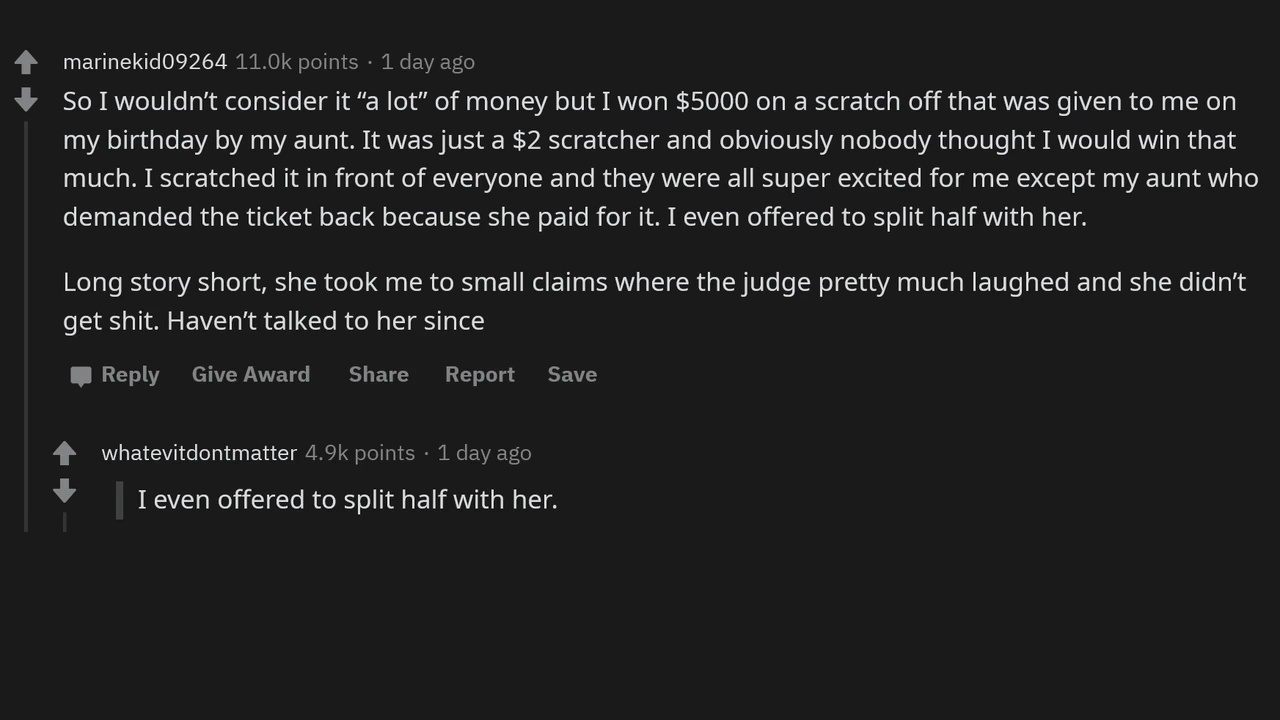 marinekid09264 11.0k points · 1 day ago
So I wouldn’t consider it “a lot” of money but I won $5000 on a scratch off that was given to me on
my birthday by my aunt. It was just a $2 scratcher and obviously nobody thought I would win that
much. I scratched it in front of everyone and they were all super excited for me except my aunt who
demanded the ticket back because she paid for it. I even offered to split half with her.
Long story short, she took me to small claims where the judge pretty much laughed and she didn’t
get shit. Haven’t talked to her since
Reply Give Award Share Report Save
whatevitdontmatter 4.9k points · 1 day ago
I even offered to split half with her.